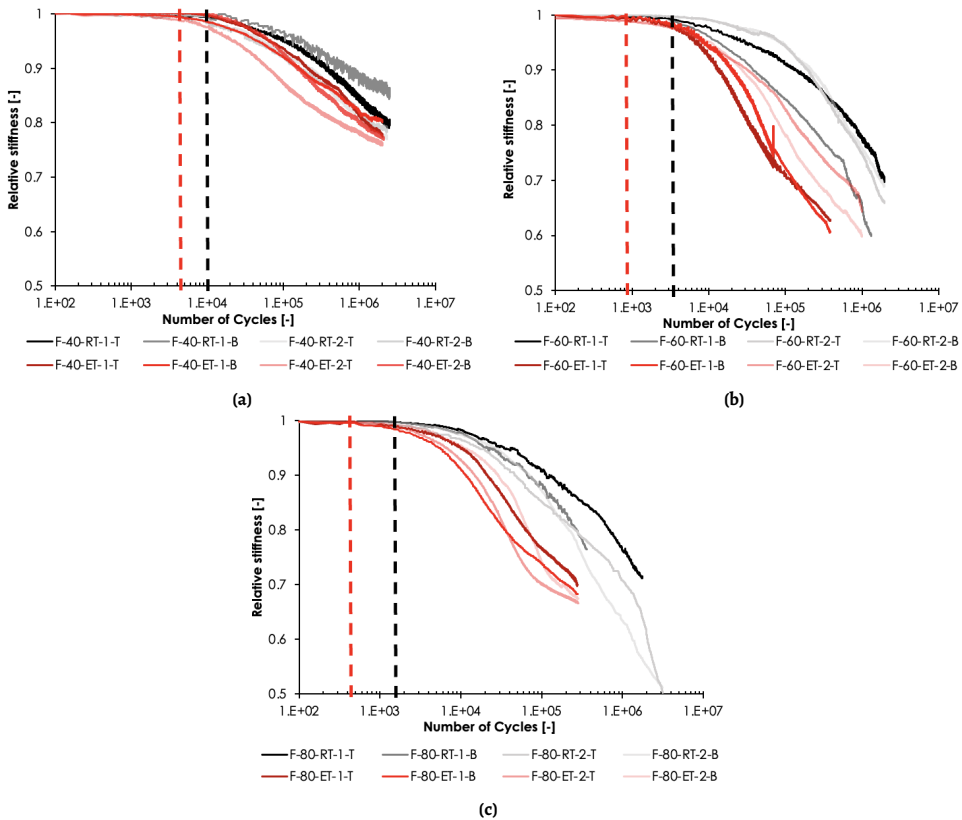 1
0.9
0.8
0.7
0.6
0.5
Relative stiffness [-]
1.E+02 1.E+03 1.E+04 1.E+05 1.E+06 1.E+07
Number of Cycles [-]
F-40-RT-1-T F-40-RT-1-B F-40-RT-2-T F-40-RT-2-B
F-40-ET-1-T F-40-ET-1-B F-40-ET-2-T F-40-ET-2-B
(a)
1
0.9
0.8
0.7
0.6
0.5
Relative stiffness [-]
1.E+02 1.E+03 1.E+04 1.E+05 1.E+06 1.E+07
Number of Cycles [-]
F-60-RT-1-T F-60-RT-1-B F-60-RT-2-T F-60-RT-2-B
F-60-ET-1-T F-60-ET-1-B F-60-ET-2-T F-60-ET-2-B
(b)
1
0.9
0.8
0.7
0.6
0.5
Relative stiffness [-]
1.E+02 1.E+03 1.E+04 1.E+05 1.E+06 1.E+07
Number of Cycles [-]
F-80-RT-1-T F-80-RT-1-B F-80-RT-2-T F-80-RT-2-B
F-80-ET-1-T F-80-ET-1-B F-80-ET-2-T F-80-ET-2-B
(c)